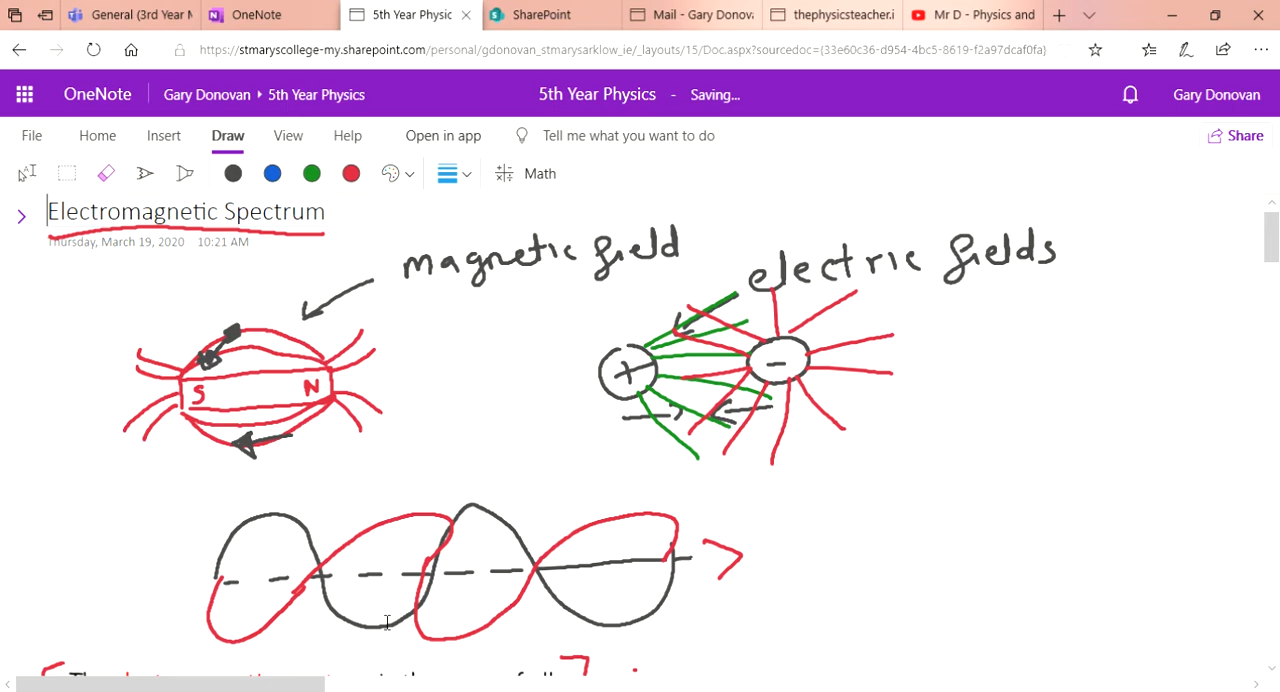 General (3rd Year M
OneNote
5th Year Physic
SharePoint
Mail - Gary Donova
thephysicsteacher.i
Mr D - Physics and
https://stmaryscollege-my.sharepoint.com/personal/gdonovan_stmarysarklow_ie/_layouts/15/Doc.aspx?sourcedoc={33e60c36-d954-4bc5-8619-f2a97dcaf0fa}
OneNote
Gary Donovan ▸ 5th Year Physics
5th Year Physics - Saving...
Gary Donovan
File Home Insert Draw View Help Open in app Tell me what you want to do Share
Math
Electromagnetic Spectrum
Thursday, March 19, 2020 10:21 AM
magnetic field
electric fields
S N
+ -